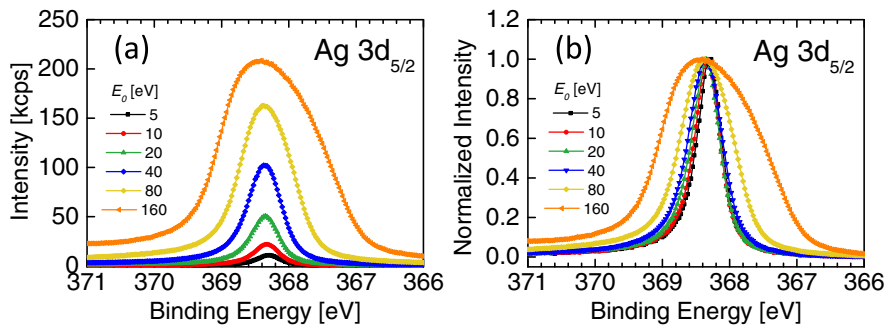 (a) Ag 3d5/2
Intensity [kcps]
250
200
150
100
50
0
E0 [eV]
5
10
20
40
80
160
371 370 369 368 367 366
Binding Energy [eV]
(b) Ag 3d5/2
Normalized Intensity
1.0
0.8
0.6
0.4
0.2
0.0
E0 [eV]
5
10
20
40
80
160
371 370 369 368 367 366
Binding Energy [eV]